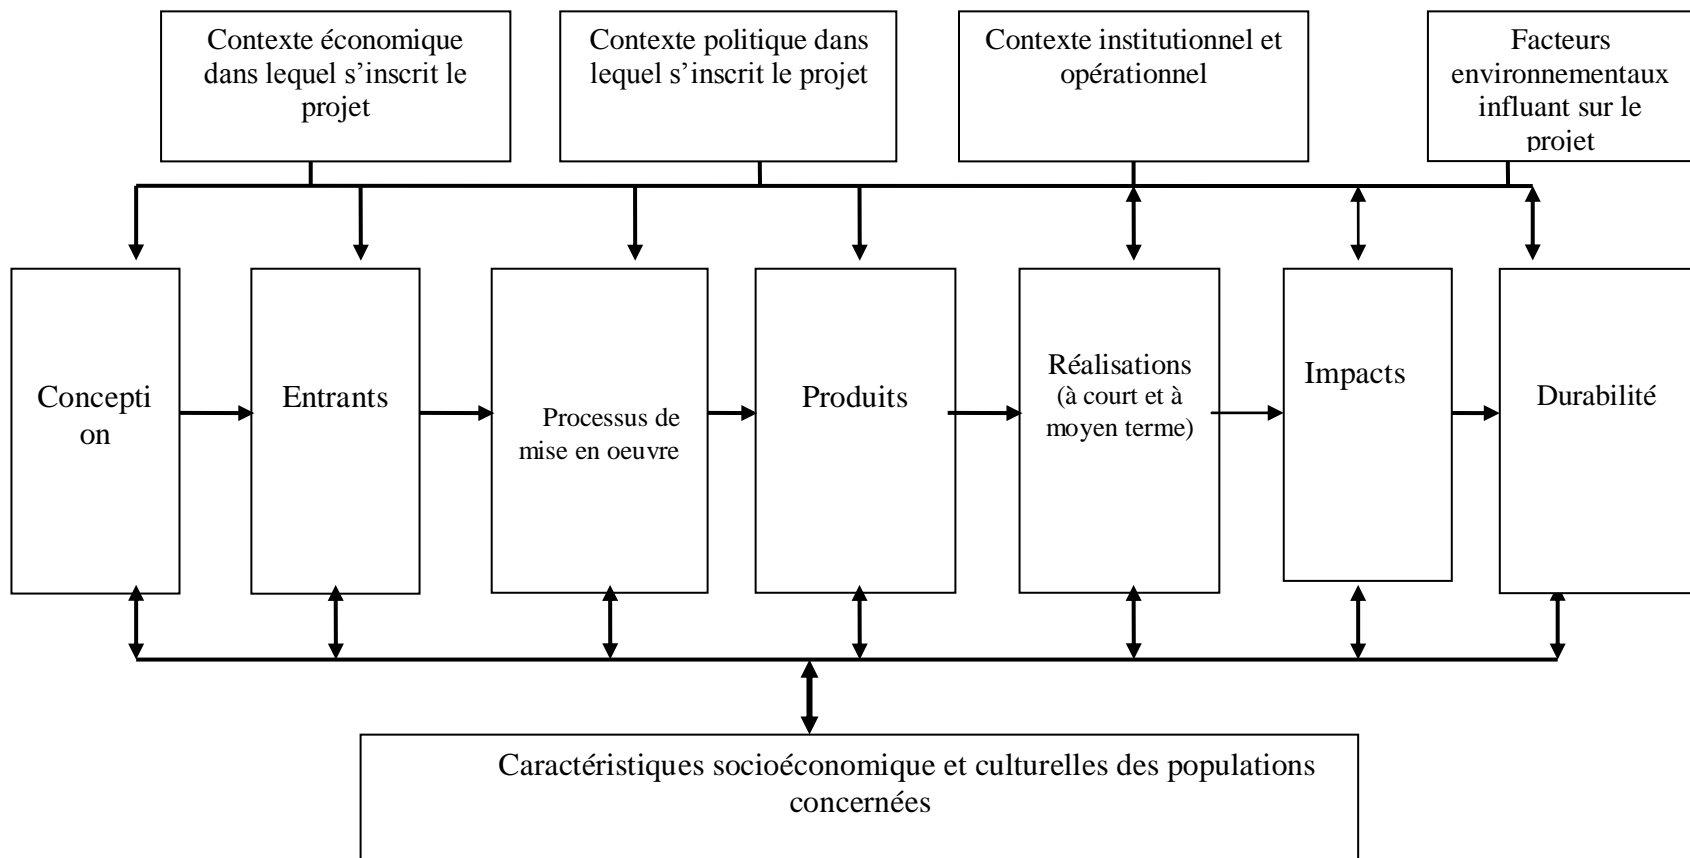 Contexte économique
dans lequel s’inscrit le
projet
Contexte politique dans
lequel s’inscrit le projet
Contexte institutionnel et
opérationnel
Facteurs
environnementaux
influant sur le
projet
Concepti
on
Entrants
Processus de
mise en oeuvre
Produits
Réalisations
(à court et à
moyen terme)
Impacts
Durabilité
Caractéristiques socioéconomique et culturelles des populations
concernées